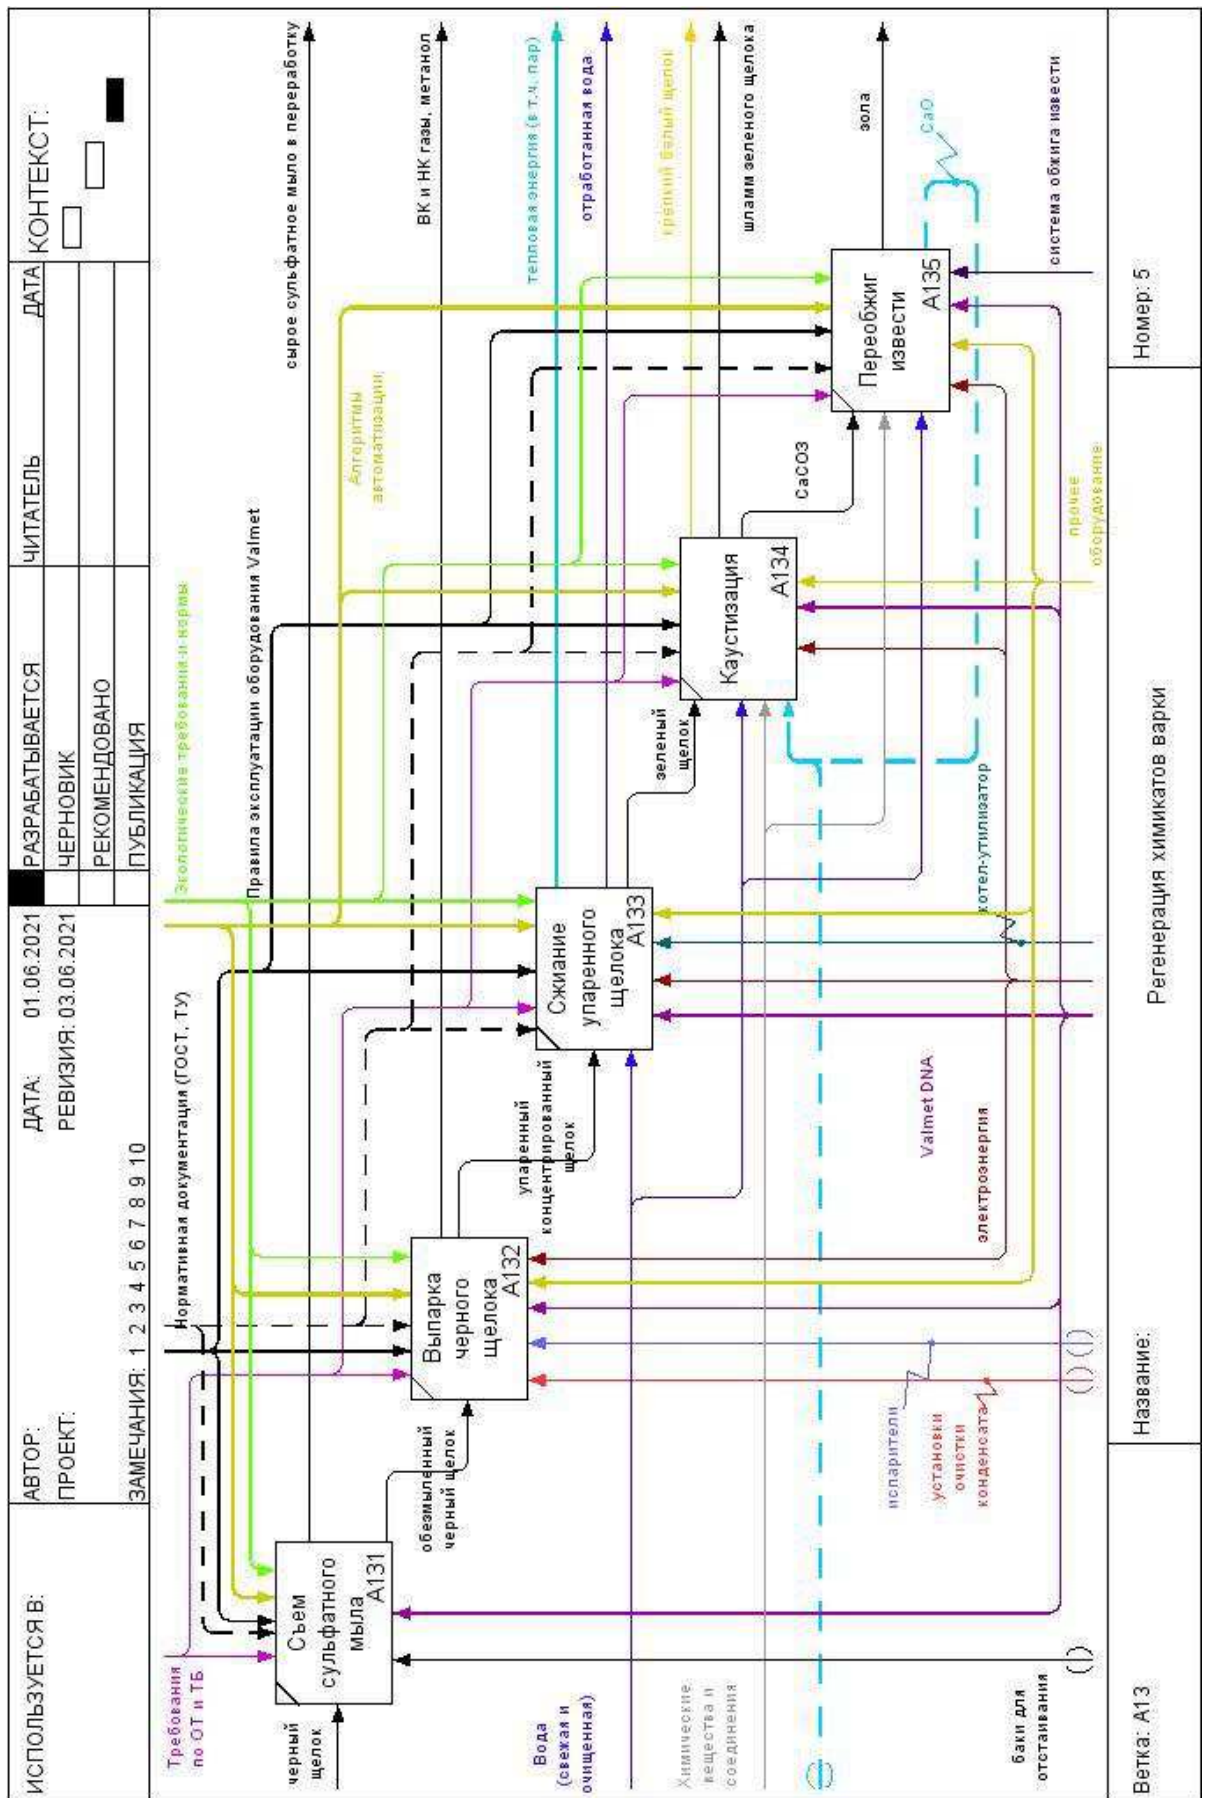 ИСПОЛЬЗУЕТСЯ В:
АВТОР:
ПРОЕКТ:
ДАТА: 01.06.2021
РЕВИЗИЯ: 03.06.2021
ЗАМЕЧАНИЯ: 1 2 3 4 5 6 7 8 9 10
РАЗРАБАТЫВАЕТСЯ
ЧЕРНОВИК
РЕКОМЕНДОВАНО
ПУБЛИКАЦИЯ
ЧИТАТЕЛЬ
ДАТА
КОНТЕКСТ:
Требования
по ОТ и ТБ
Нормативная документация (ГОСТ, ТУ)
Экологические требования и нормы
Правила эксплуатации оборудования Valmet
Алгоритмы
автоматизации
сырое сульфатное мыло в переработку
ВК и НК газы, метанол
тепловая энергия (в т.ч. пар)
отработанная вода
крепкий белый щелок
шламм зеленого щелока
зола
CaO
система обжига извести
черный
щелок
Съем
сульфатного
мыла
A131
обезмыленный
черный щелок
Выпарка
черного
щелока
A132
упаренный
концентрированный
щелок
Сжиание
упаренного
щелока
A133
зеленый
щелок
Каустизация
A134
CaCO3
Переобжиг
извести
A135
Вода
(свежая и
очищенная)
Химические
вещества и
соединения
баки для
отстаивания
испарители
установки
очистки
конденсата
электроэнергия
Valmet DNA
котел-утилизатор
прочее
оборудование
Ветка: A13
Название:
Регенерация химикатов варки
Номер: 5